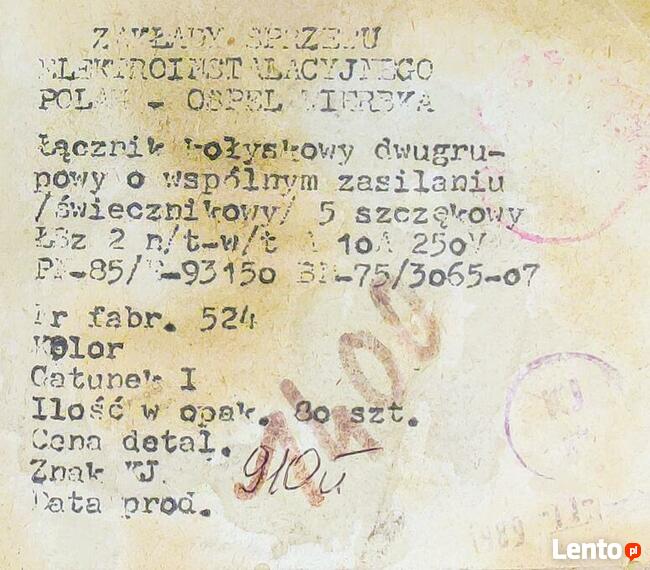 ZAKŁADY SPRZĘTU
ELEKTROINSTALACYJNEGO
POLAM - OSPEL WIERBKA
Łącznik kołyskowy dwugru-
powy o wspólnym zasilaniu
/świecznikowy/ 5 szczękowy
ŁSz 2 n/t-w/t 10A 250V
PN-85/E-93150 BN-75/3065-07
Nr fabr. 524
Kolor
Gatunek I
Ilość w opak. 80 szt.
Cena detal.
Znak KJ
Data prod.
910
Lento.pl